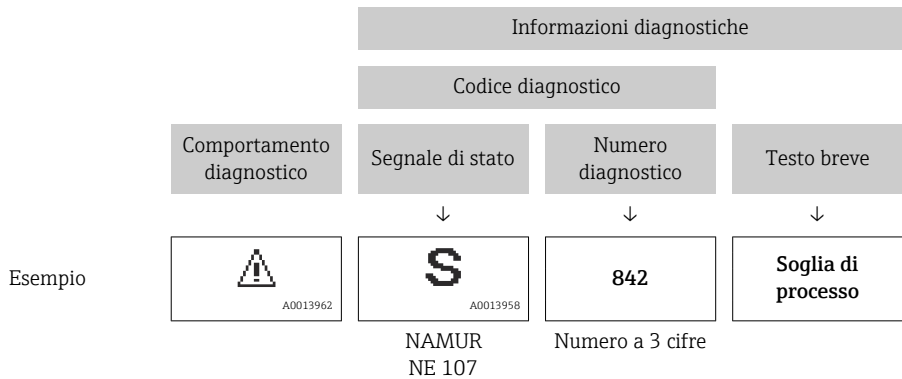 Informazioni diagnostiche
Codice diagnostico
Comportamento
diagnostico
Segnale di stato
Numero
diagnostico
Testo breve
↓
↓
↓
Esempio
A0013962
S
A0013958
842
Soglia di
processo
NAMUR
NE 107
Numero a 3 cifre